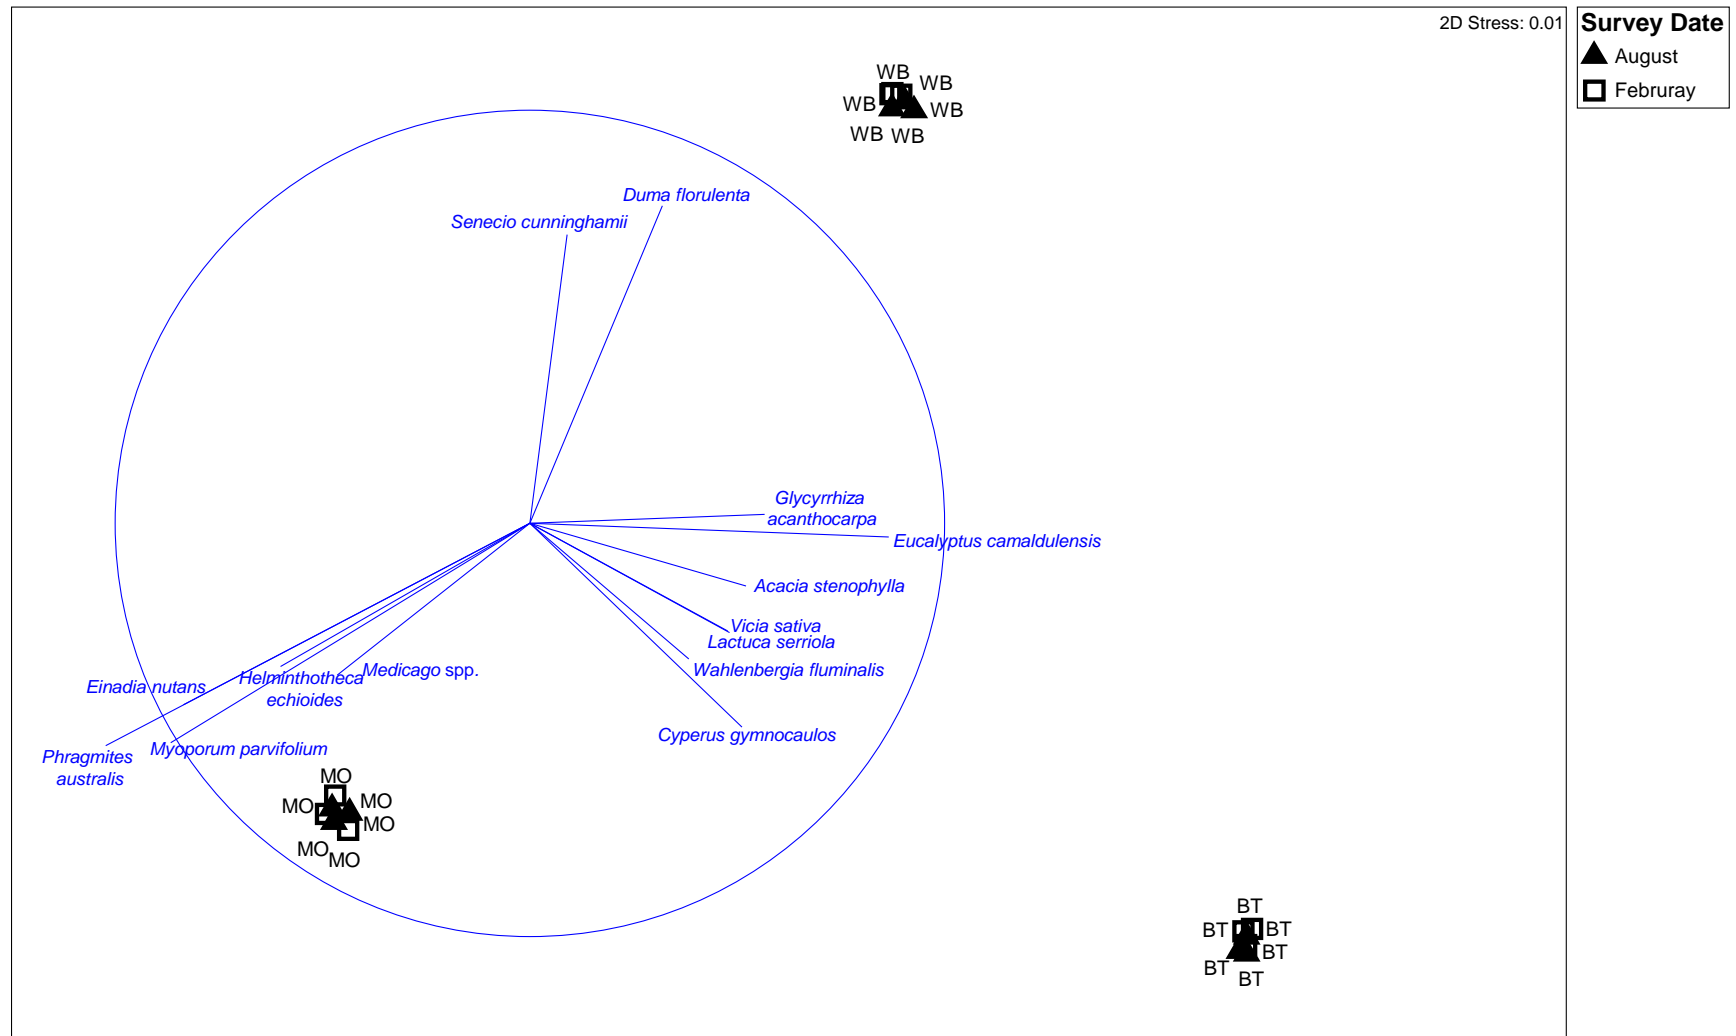 2D Stress: 0.01
Survey Date
August
Februray
WB
WB
WB
WB
WB
WB
Duma florulenta
Senecio cunninghamii
Glycyrrhiza
acanthocarpa
Eucalyptus camaldulensis
Acacia stenophylla
Vicia sativa
Lactuca serriola
Wahlenbergia fluminalis
Cyperus gymnocaulos
Medicago spp.
Helminthotheca
echioides
Einadia nutans
Myoporum parvifolium
Phragmites
australis
MO
MO
MO
MO
MO
MO
BT
BT
BT
BT
BT
BT